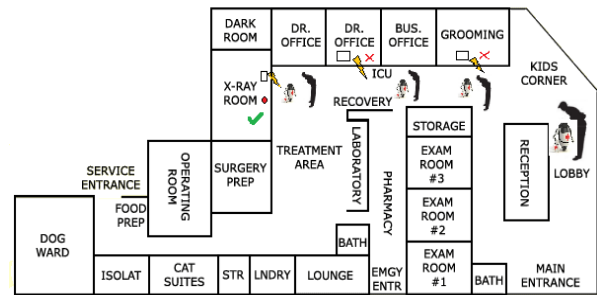 DARK
ROOM
DR.
OFFICE
DR.
OFFICE
BUS.
OFFICE
GROOMING
KIDS
CORNER
ICU
X-RAY
ROOM
RECOVERY
STORAGE
LABORATORY
TREATMENT
AREA
EXAM
ROOM
#3
RECEPTION
LOBBY
SERVICE
ENTRANCE
OPERATING
ROOM
SURGERY
PREP
PHARMACY
FOOD
PREP
EXAM
ROOM
#2
DOG
WARD
BATH
ISOLAT
CAT
SUITES
STR
LNDRY
LOUNGE
EMGY
ENTR
EXAM
ROOM
#1
BATH
MAIN
ENTRANCE